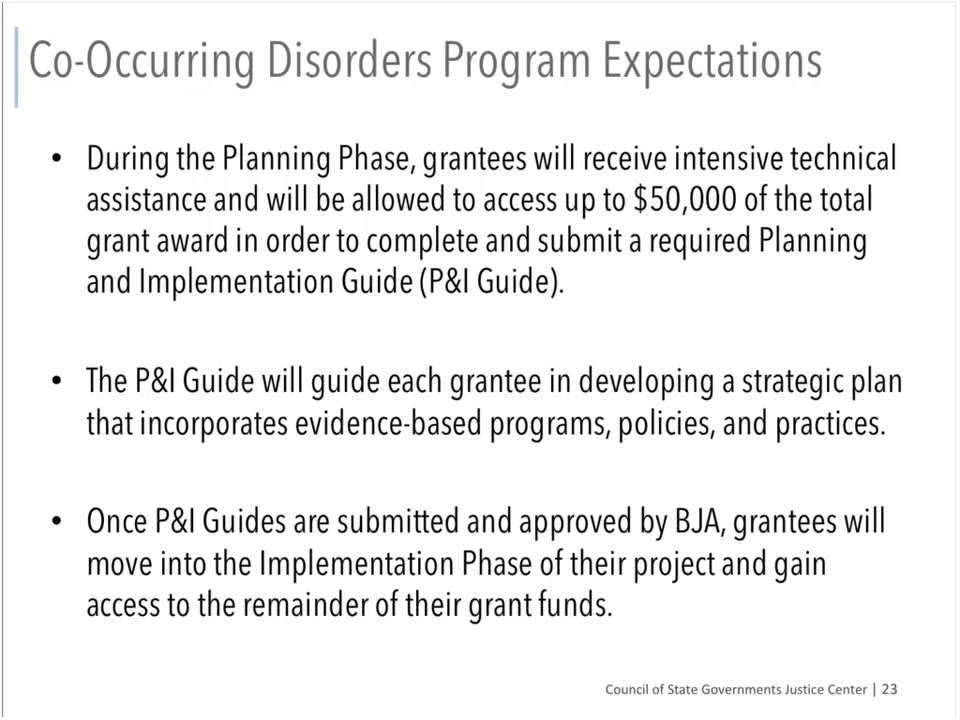 Co-Occurring Disorders Program Expectations
• During the Planning Phase, grantees will receive intensive technical
assistance and will be allowed to access up to $50,000 of the total
grant award in order to complete and submit a required Planning
and Implementation Guide (P&I Guide).
• The P&I Guide will guide each grantee in developing a strategic plan
that incorporates evidence-based programs, policies, and practices.
• Once P&I Guides are submitted and approved by BJA, grantees will
move into the Implementation Phase of their project and gain
access to the remainder of their grant funds.
Council of State Governments Justice Center | 23